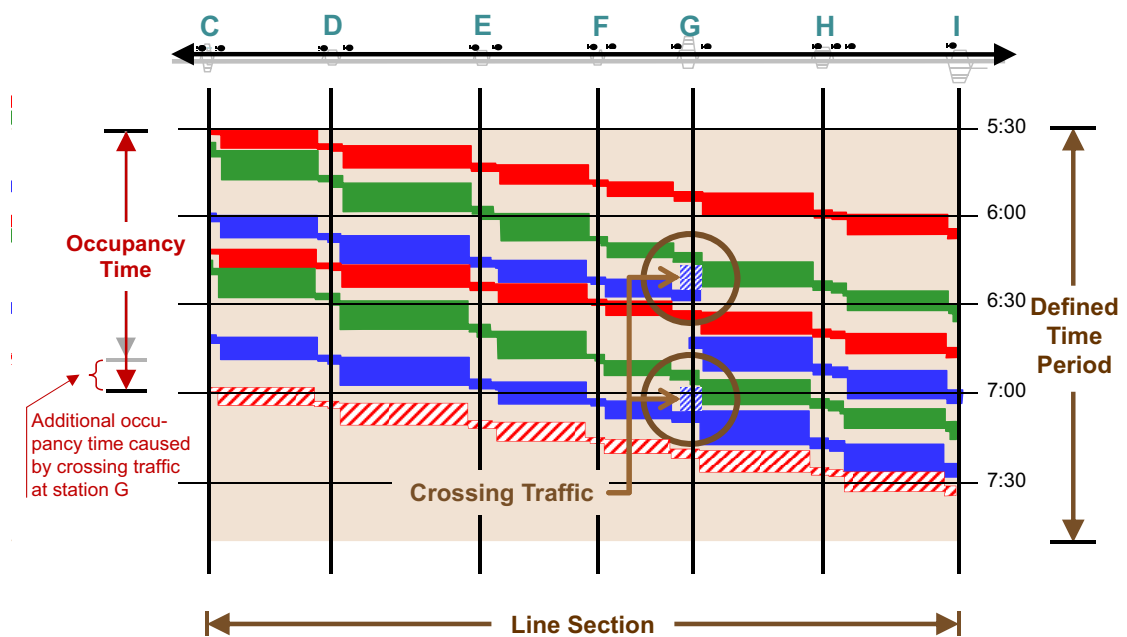 C D E F G H I
5:30
6:00
6:30
7:00
7:30
Occupancy
Time
Additional occu-
pancy time caused
by crossing traffic
at station G
Crossing Traffic
Defined
Time
Period
Line Section